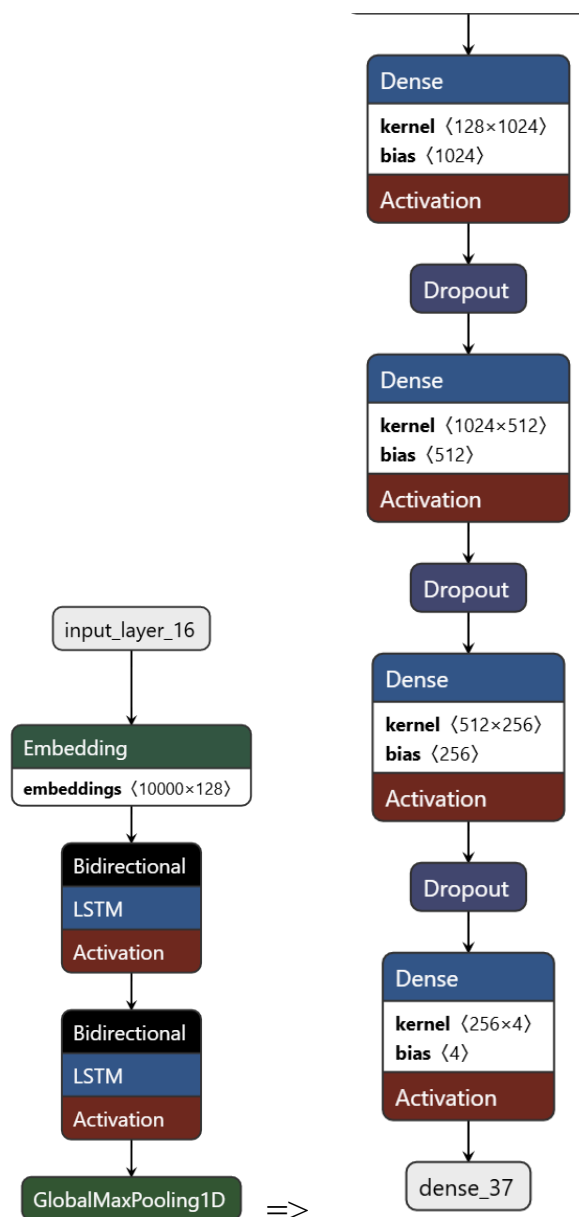 input_layer_16
Embedding
embeddings 〈10000×128〉
Bidirectional
LSTM
Activation
Bidirectional
LSTM
Activation
GlobalMaxPooling1D
=>
Dense
kernel 〈128×1024〉
bias 〈1024〉
Activation
Dropout
Dense
kernel 〈1024×512〉
bias 〈512〉
Activation
Dropout
Dense
kernel 〈512×256〉
bias 〈256〉
Activation
Dropout
Dense
kernel 〈256×4〉
bias 〈4〉
Activation
dense_37